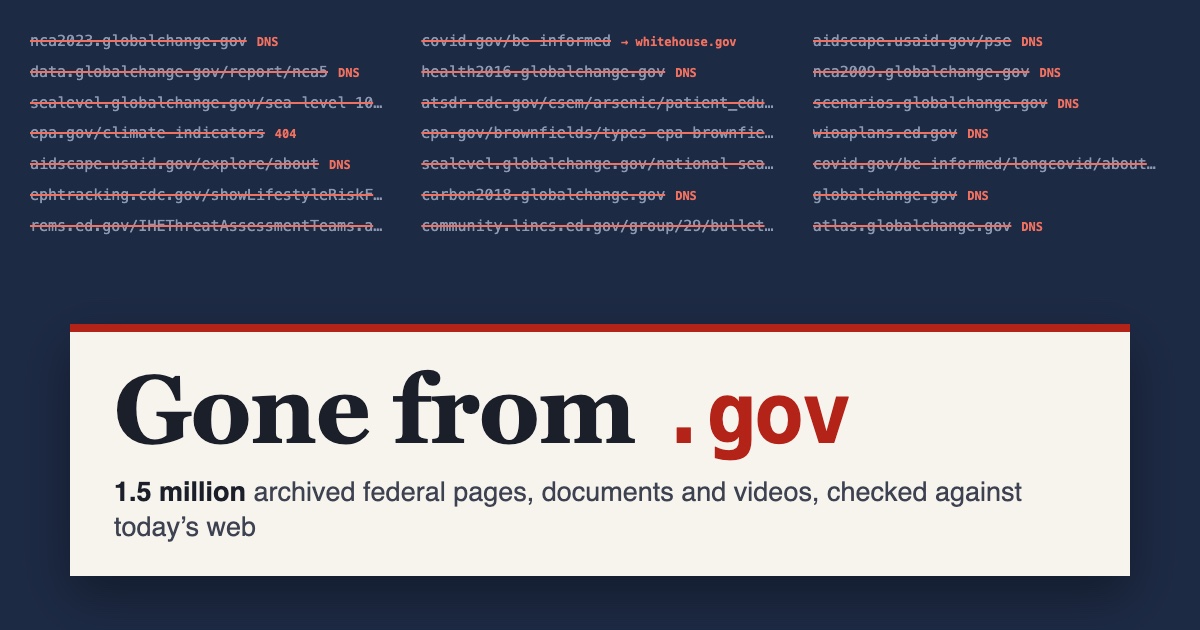 nca2023.globalchange.gov DNS
data.globalchange.gov/report/nca5 DNS
sealevel.globalchange.gov/sea-level-10…
epa.gov/climate-indicators 404
aidscape.usaid.gov/explore/about DNS
ephtracking.cdc.gov/showLifestyleRiskF…
rems.ed.gov/IHEThreatAssessmentTeams.a…
covid.gov/be-informed → whitehouse.gov
health2016.globalchange.gov DNS
atsdr.cdc.gov/csem/arsenic/patient_edu…
epa.gov/brownfields/types-epa-brownfie…
sealevel.globalchange.gov/national-sea…
carbon2018.globalchange.gov DNS
community.lincs.ed.gov/group/29/bullet…
aidscape.usaid.gov/pse DNS
nca2009.globalchange.gov DNS
scenarios.globalchange.gov DNS
wioaplans.ed.gov DNS
covid.gov/be-informed/longcovid/about…
globalchange.gov DNS
atlas.globalchange.gov DNS
Gone from .gov
1.5 million archived federal pages, documents and videos, checked against
today’s web